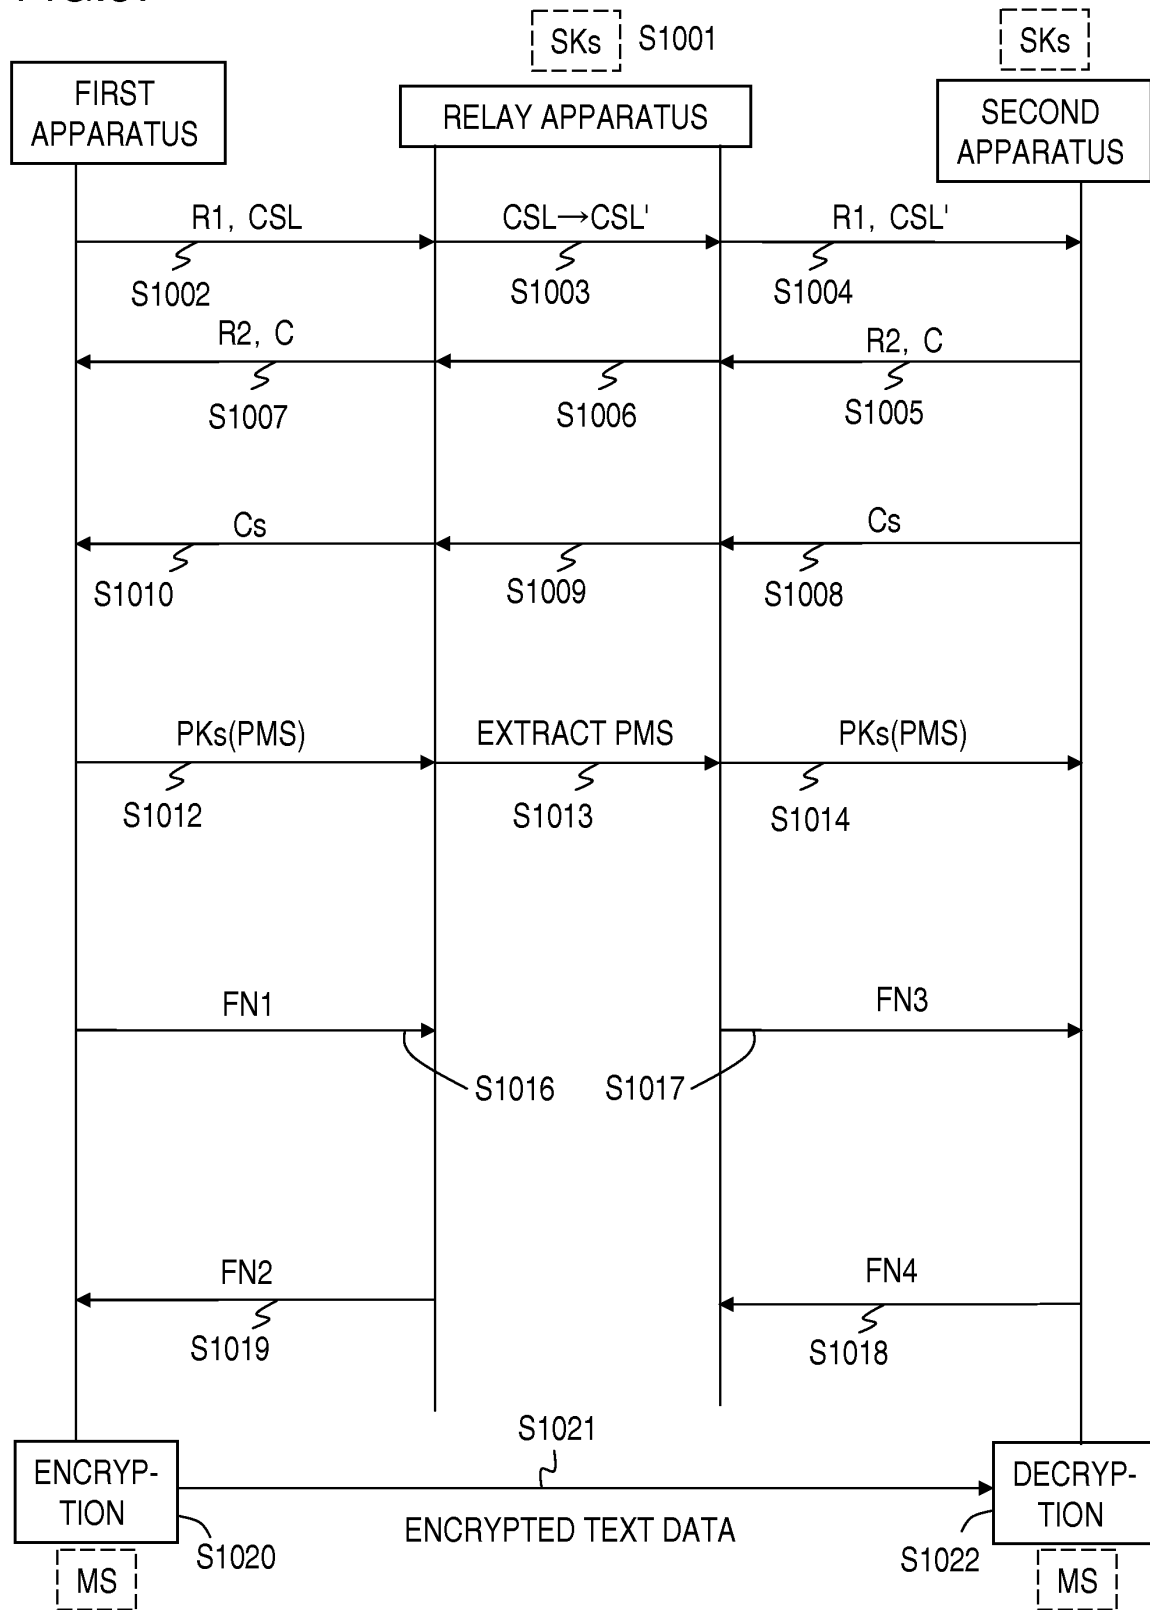 SKs
S1001
SKs
FIRST
APPARATUS
RELAY APPARATUS
SECOND
APPARATUS
R1, CSL
CSL→CSL'
R1, CSL'
S1002
S1003
S1004
R2, C
R2, C
S1007
S1006
S1005
Cs
Cs
S1010
S1009
S1008
PKs(PMS)
EXTRACT PMS
PKs(PMS)
S1012
S1013
S1014
FN1
FN3
S1016
S1017
FN2
FN4
S1019
S1018
S1021
ENCRYP-
TION
DECRYP-
TION
ENCRYPTED TEXT DATA
S1020
S1022
MS
MS